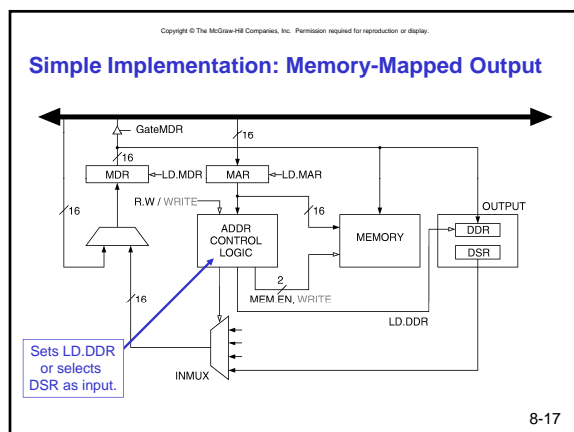 Copyright © The McGraw-Hill Companies, Inc. Permission required for reproduction or display.
Simple Implementation: Memory-Mapped Output
GateMDR
16
16
MDR
LD.MDR
MAR
LD.MAR
R.W / WRITE
16
16
ADDR
CONTROL
LOGIC
MEMORY
OUTPUT
DDR
DSR
2
MEM.EN, WRITE
16
LD.DDR
Sets LD.DDR
or selects
DSR as input.
INMUX
8-17